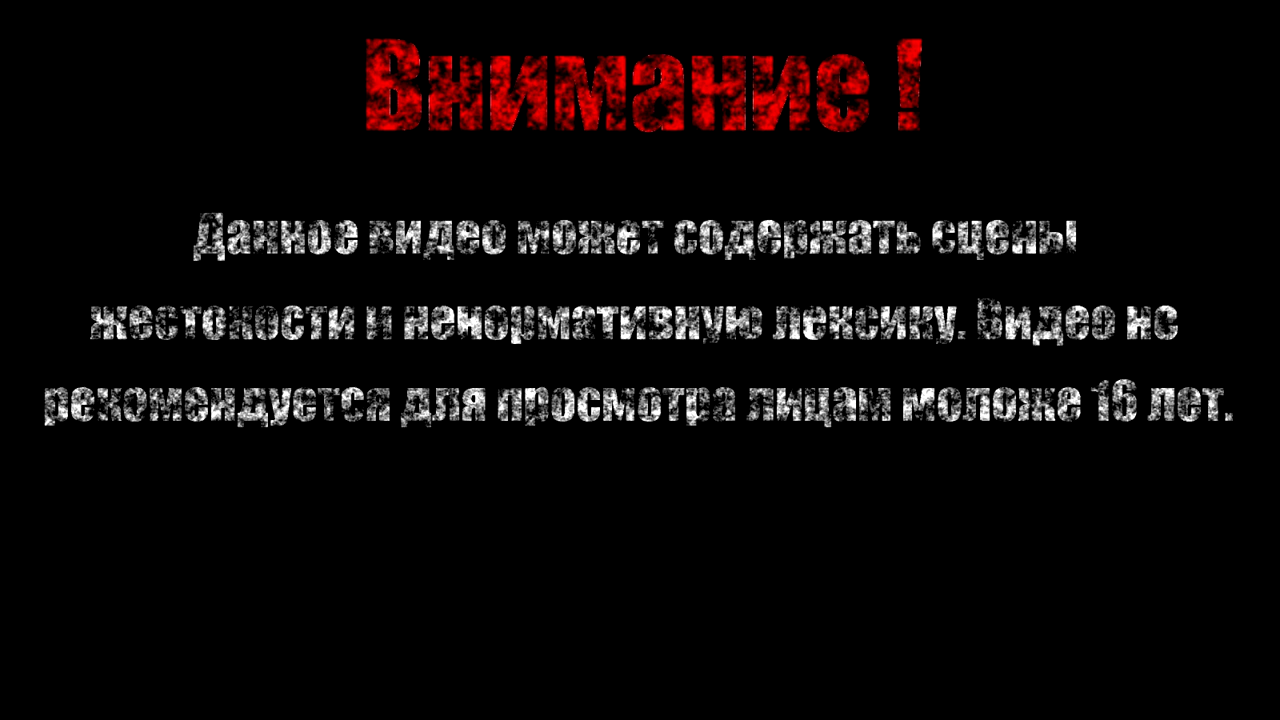 Внимание !
Данное видео может содержать сцены
жестокости и ненормативную лексику. Видео не
рекомендуется для просмотра лицам моложе 16 лет.